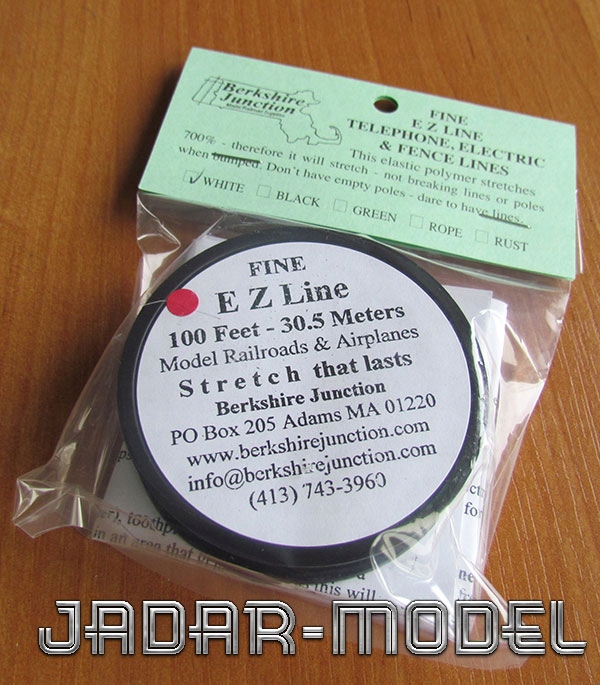 Berkshire
Junction
FINE
E Z LINE
TELEPHONE, ELECTRIC
& FENCE LINES
700% - therefore it will stretch - not breaking lines or poles
This elastic polymer stretches
when bumped. Don't have empty poles - dare to have lines.
WHITE BLACK GREEN ROPE RUST
FINE
E Z Line
100 Feet - 30.5 Meters
Model Railroads & Airplanes
Stretch that lasts
Berkshire Junction
PO Box 205 Adams MA 01220
www.berkshirejunction.com
info@berkshirejunction.com
(413) 743-3960
JADAR-MODEL